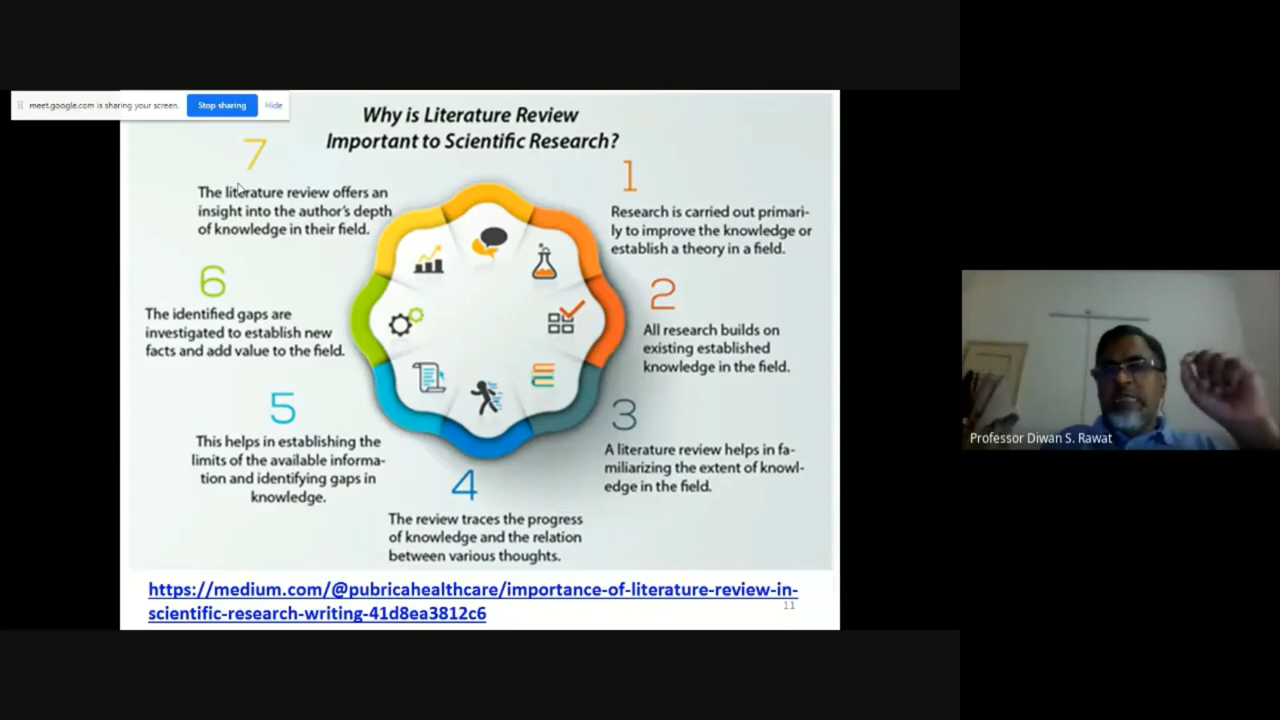 meet.google.com is sharing your screen.
Stop sharing
Hide
Why is Literature Review
Important to Scientific Research?
1
Research is carried out primari-
ly to improve the knowledge or
establish a theory in a field.
2
All research builds on
existing established
knowledge in the field.
3
A literature review helps in fa-
miliarizing the extent of knowl-
edge in the field.
4
The review traces the progress
of knowledge and the relation
between various thoughts.
5
This helps in establishing the
limits of the available informa-
tion and identifying gaps in
knowledge.
6
The identified gaps are
investigated to establish new
facts and add value to the field.
7
The literature review offers an
insight into the author's depth
of knowledge in their field.
https://medium.com/@pubricahealthcare/importance-of-literature-review-in-
scientific-research-writing-41d8ea3812c6
11
Professor Diwan S. Rawat